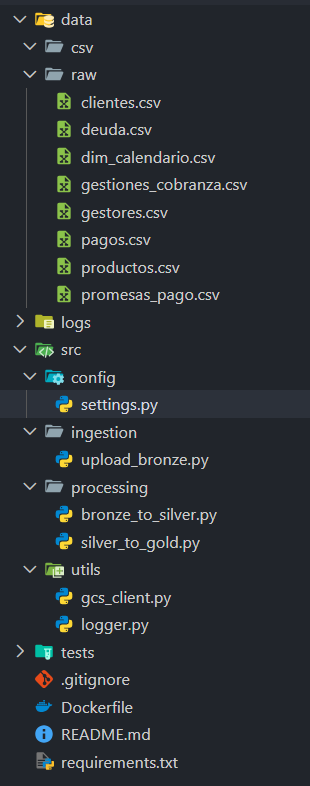 data
csv
raw
clientes.csv
deuda.csv
dim_calendario.csv
gestiones_cobranza.csv
gestores.csv
pagos.csv
productos.csv
promesas_pago.csv
logs
src
config
settings.py
ingestion
upload_bronze.py
processing
bronze_to_silver.py
silver_to_gold.py
utils
gcs_client.py
logger.py
tests
.gitignore
Dockerfile
README.md
requirements.txt